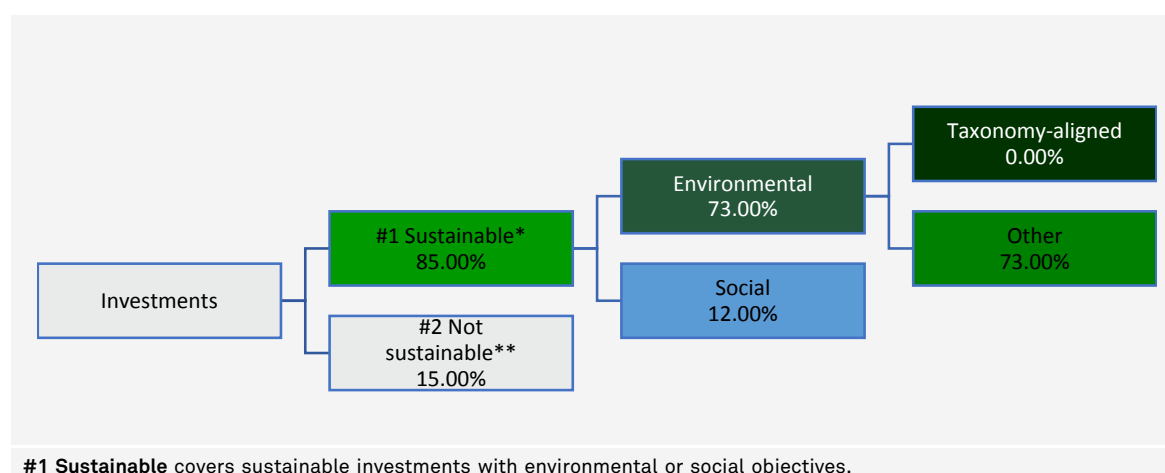 Investments
#1 Sustainable*
85.00%
#2 Not
sustainable**
15.00%
Environmental
73.00%
Social
12.00%
Taxonomy-aligned
0.00%
Other
73.00%
#1 Sustainable covers sustainable investments with environmental or social objectives.